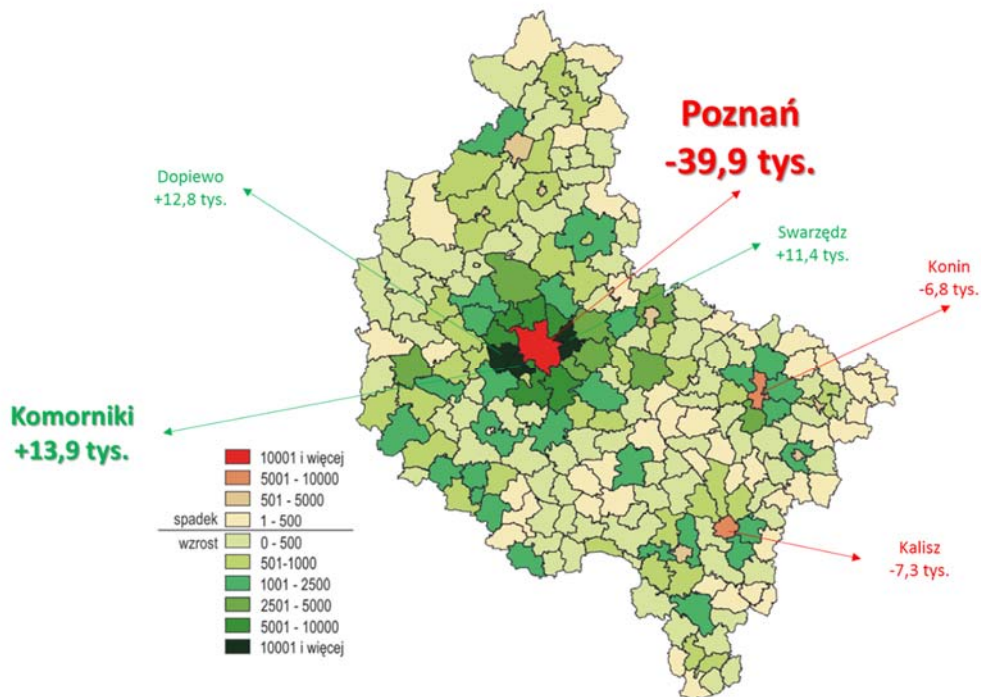 Poznań
-39,9 tys.
Dopiewo
+12,8 tys.
Swarzędz
+11,4 tys.
Konin
-6,8 tys.
Komorniki
+13,9 tys.
10001 i więcej
5001 - 10000
501 - 5000
spadek 1 - 500
wzrost 0 - 500
501-1000
1001 - 2500
2501 - 5000
5001 - 10000
10001 i więcej
Kalisz
-7,3 tys.